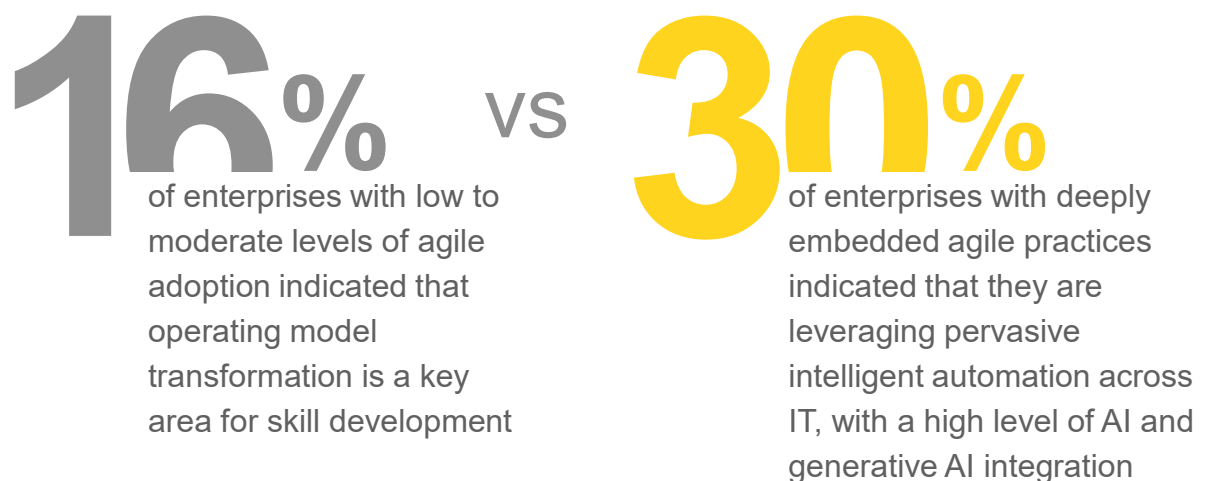 16% vs 30%
of enterprises with low to
moderate levels of agile
adoption indicated that
operating model
transformation is a key
area for skill development
of enterprises with deeply
embedded agile practices
indicated that they are
leveraging pervasive
intelligent automation across
IT, with a high level of AI and
generative AI integration